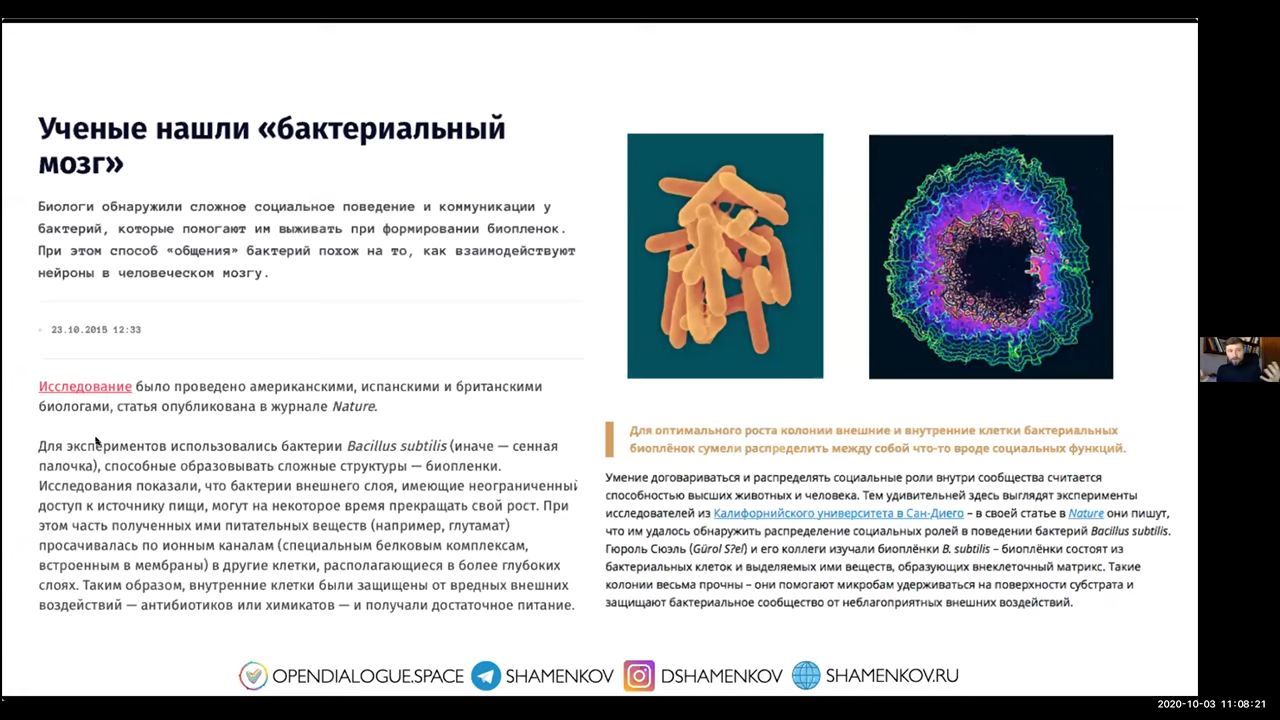 Ученые нашли «бактериальный
мозг»
Биологи обнаружили сложное социальное поведение и коммуникации у
бактерий, которые помогают им выживать при формировании биопленок.
При этом способ «общения» бактерий похож на то, как взаимодействуют
нейроны в человеческом мозгу.
23.10.2015 12:33
Исследование было проведено американскими, испанскими и британскими
биологами, статья опубликована в журнале Nature.
Для экспериментов использовались бактерии Bacillus subtilis (иначе — сенная
палочка), способные образовывать сложные структуры — биопленки.
Исследования показали, что бактерии внешнего слоя, имеющие неограниченный
доступ к источнику пищи, могут на некоторое время прекращать свой рост. При
этом часть полученных ими питательных веществ (например, глутамат)
просачивалась по ионным каналам (специальным белковым комплексам,
встроенным в мембраны) в другие клетки, располагающиеся в более глубоких
слоях. Таким образом, внутренние клетки были защищены от вредных внешних
воздействий — антибиотиков или химикатов — и получали достаточное питание.
Для оптимального роста колонии внешние и внутренние клетки бактериальных
биоплёнок сумели распределить между собой что-то вроде социальных функций.
Умение договариваться и распределять социальные роли внутри сообщества считается
способностью высших животных и человека. Тем удивительней здесь выглядят эксперименты
исследователей из Калифорнийского университета в Сан-Диего – в своей статье в Nature они пишут,
что им удалось обнаружить распределение социальных ролей в поведении бактерий Bacillus subtilis.
Гюроль Сюэль (Gürol S?el) и его коллеги изучали биоплёнки B. subtilis – биоплёнки состоят из
бактериальных клеток и выделяемых ими веществ, образующих внеклеточный матрикс. Такие
колонии весьма прочны – они помогают микробам удерживаться на поверхности субстрата и
защищают бактериальное сообщество от неблагоприятных внешних воздействий.
OPENDIALOGUE.SPACE SHAMENKOV DSHAMENKOV SHAMENKOV.RU
2020-10-03 11:08:21